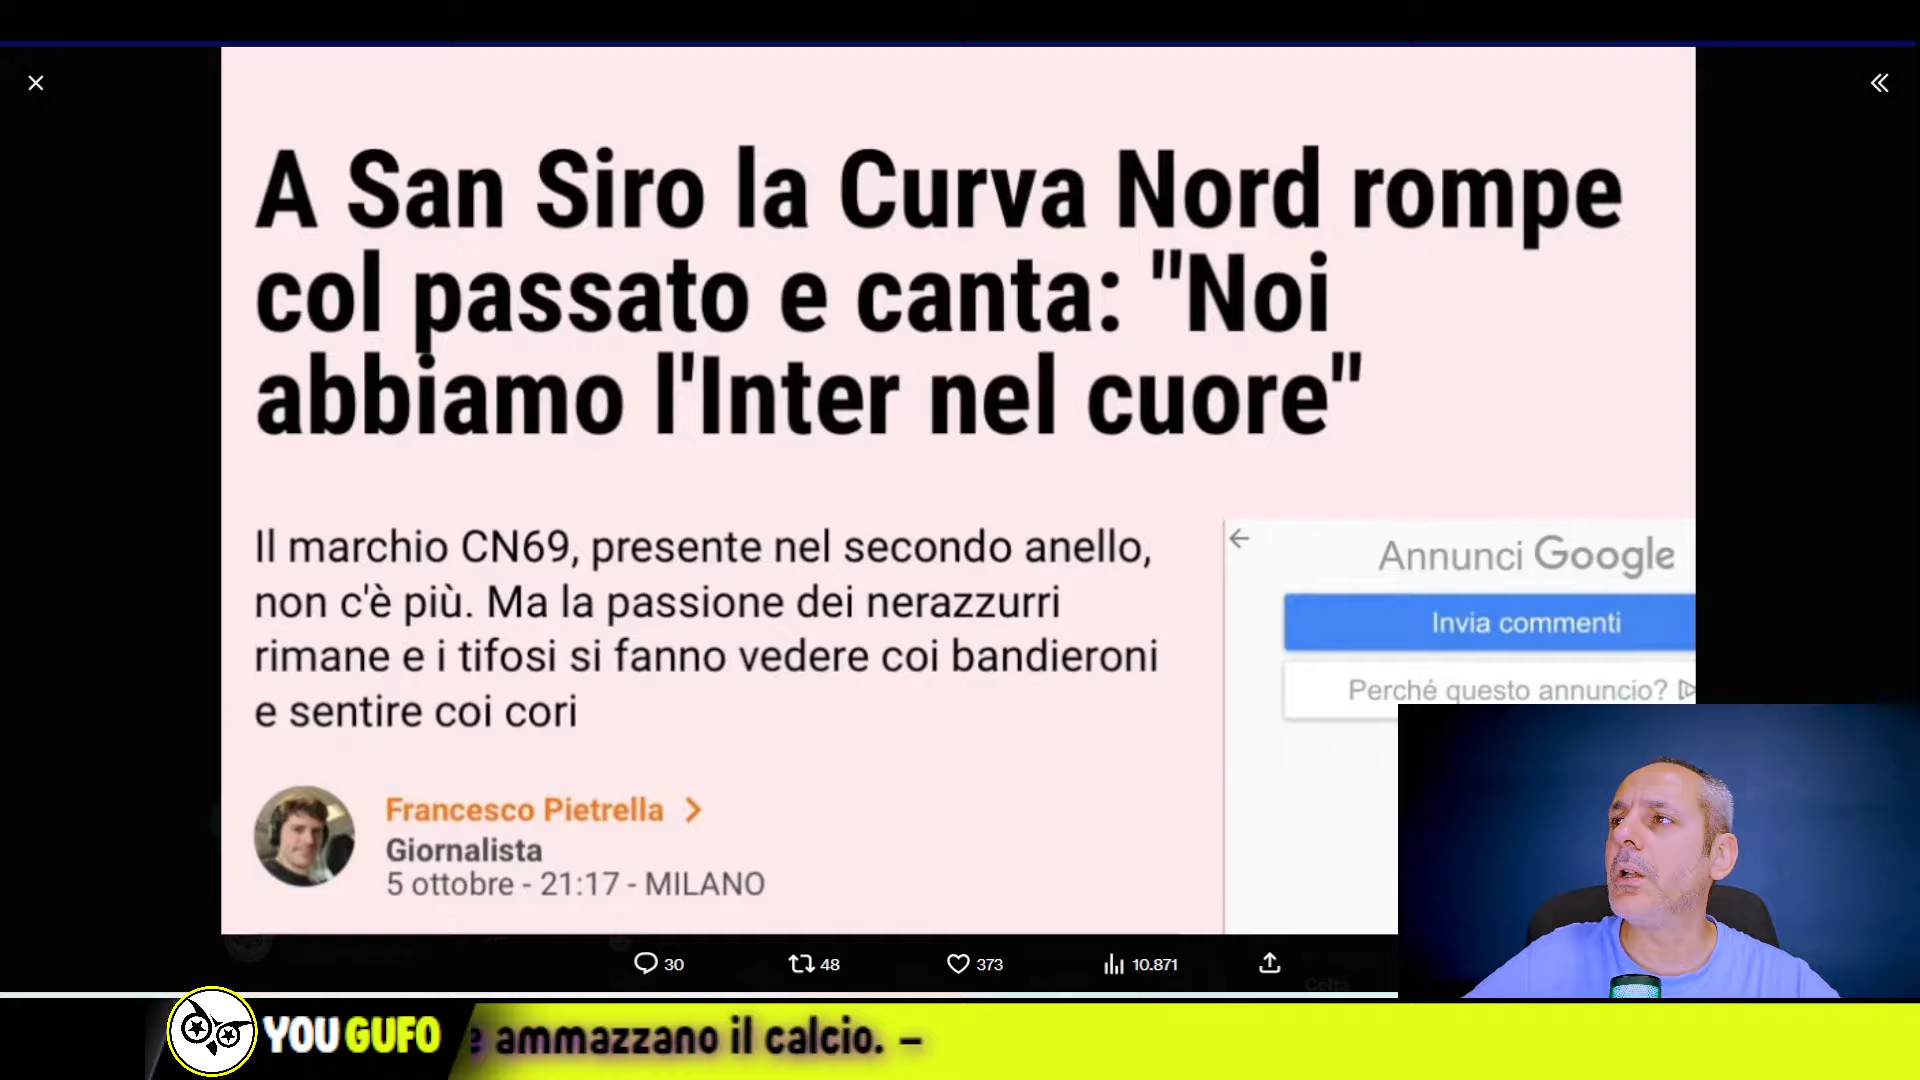 A San Siro la Curva Nord rompe
col passato e canta: "Noi
abbiamo l'Inter nel cuore"
Il marchio CN69, presente nel secondo anello,
non c'è più. Ma la passione dei nerazzurri
rimane e i tifosi si fanno vedere coi bandieroni
e sentire coi cori
Annunci Google
Invia commenti
Perché questo annuncio?
Francesco Pietrella
Giornalista
5 ottobre - 21:17 - MILANO
30
48
373
10.871
YOU GUFO
e ammazzano il calcio. –